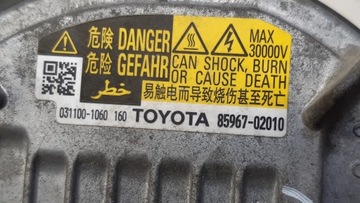 危険 DANGER
危险 GEFAHR
خطر
MAX
30000V
CAN SHOCK, BURN
OR CAUSE DEATH
易触电而导致烧伤甚至死亡
031100-1060 160 TOYOTA 85967-02010